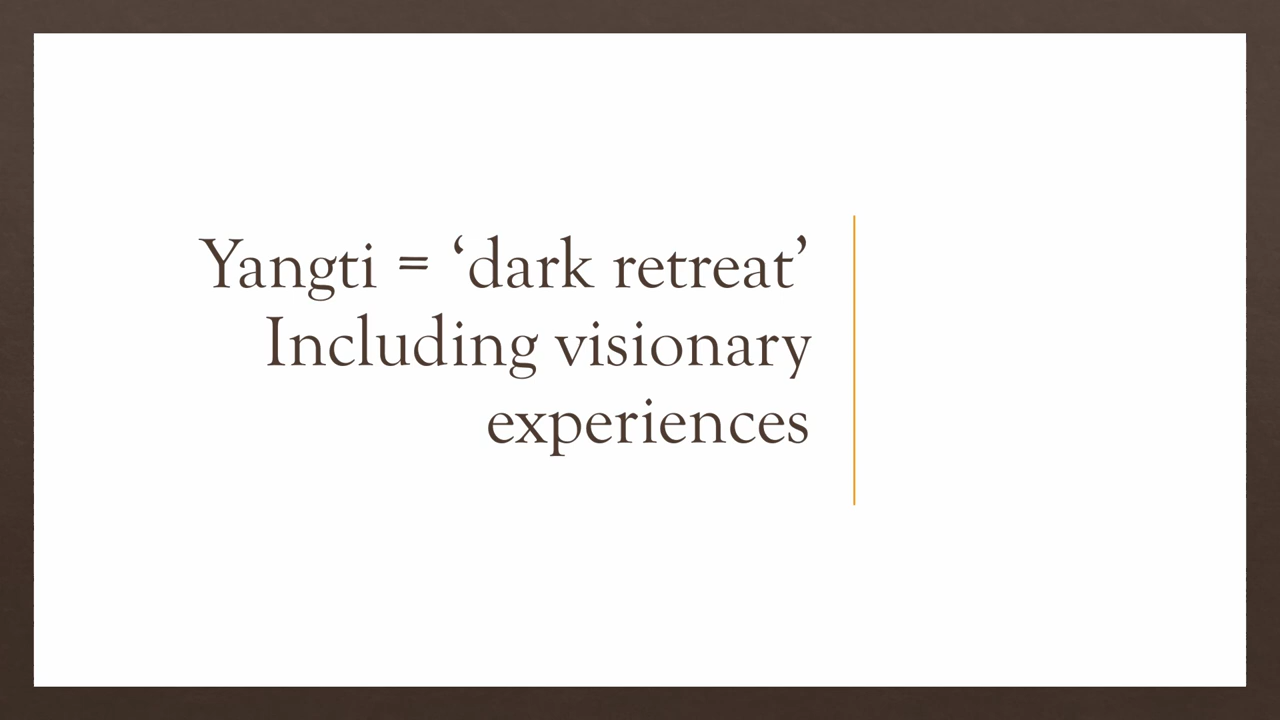 Yangti = ‘dark retreat’
Including visionary
experiences